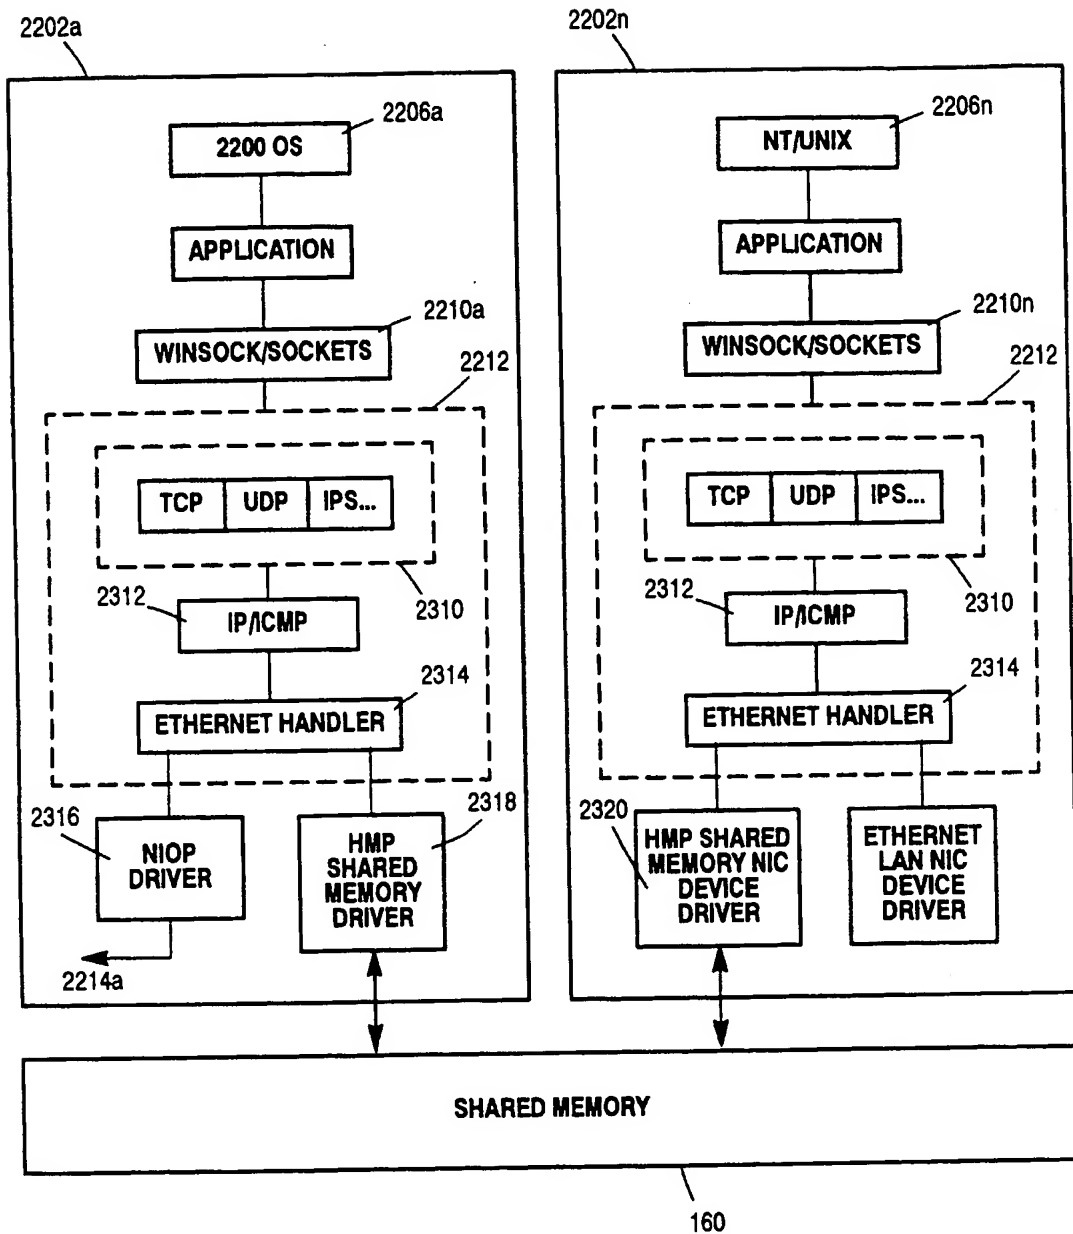 2202a
2206a
2200 OS
APPLICATION
2210a
WINSOCK/SOCKETS
2212
TCP UDP IPS...
2312
2310
IP/ICMP
2314
ETHERNET HANDLER
2316
NIOP
DRIVER
2318
HMP
SHARED
MEMORY
DRIVER
2214a
2202n
2206n
NT/UNIX
APPLICATION
2210n
WINSOCK/SOCKETS
2212
TCP UDP IPS...
2312
2310
IP/ICMP
2314
ETHERNET HANDLER
2320
HMP SHARED
MEMORY NIC
DEVICE
DRIVER
ETHERNET
LAN NIC
DEVICE
DRIVER
SHARED MEMORY
160